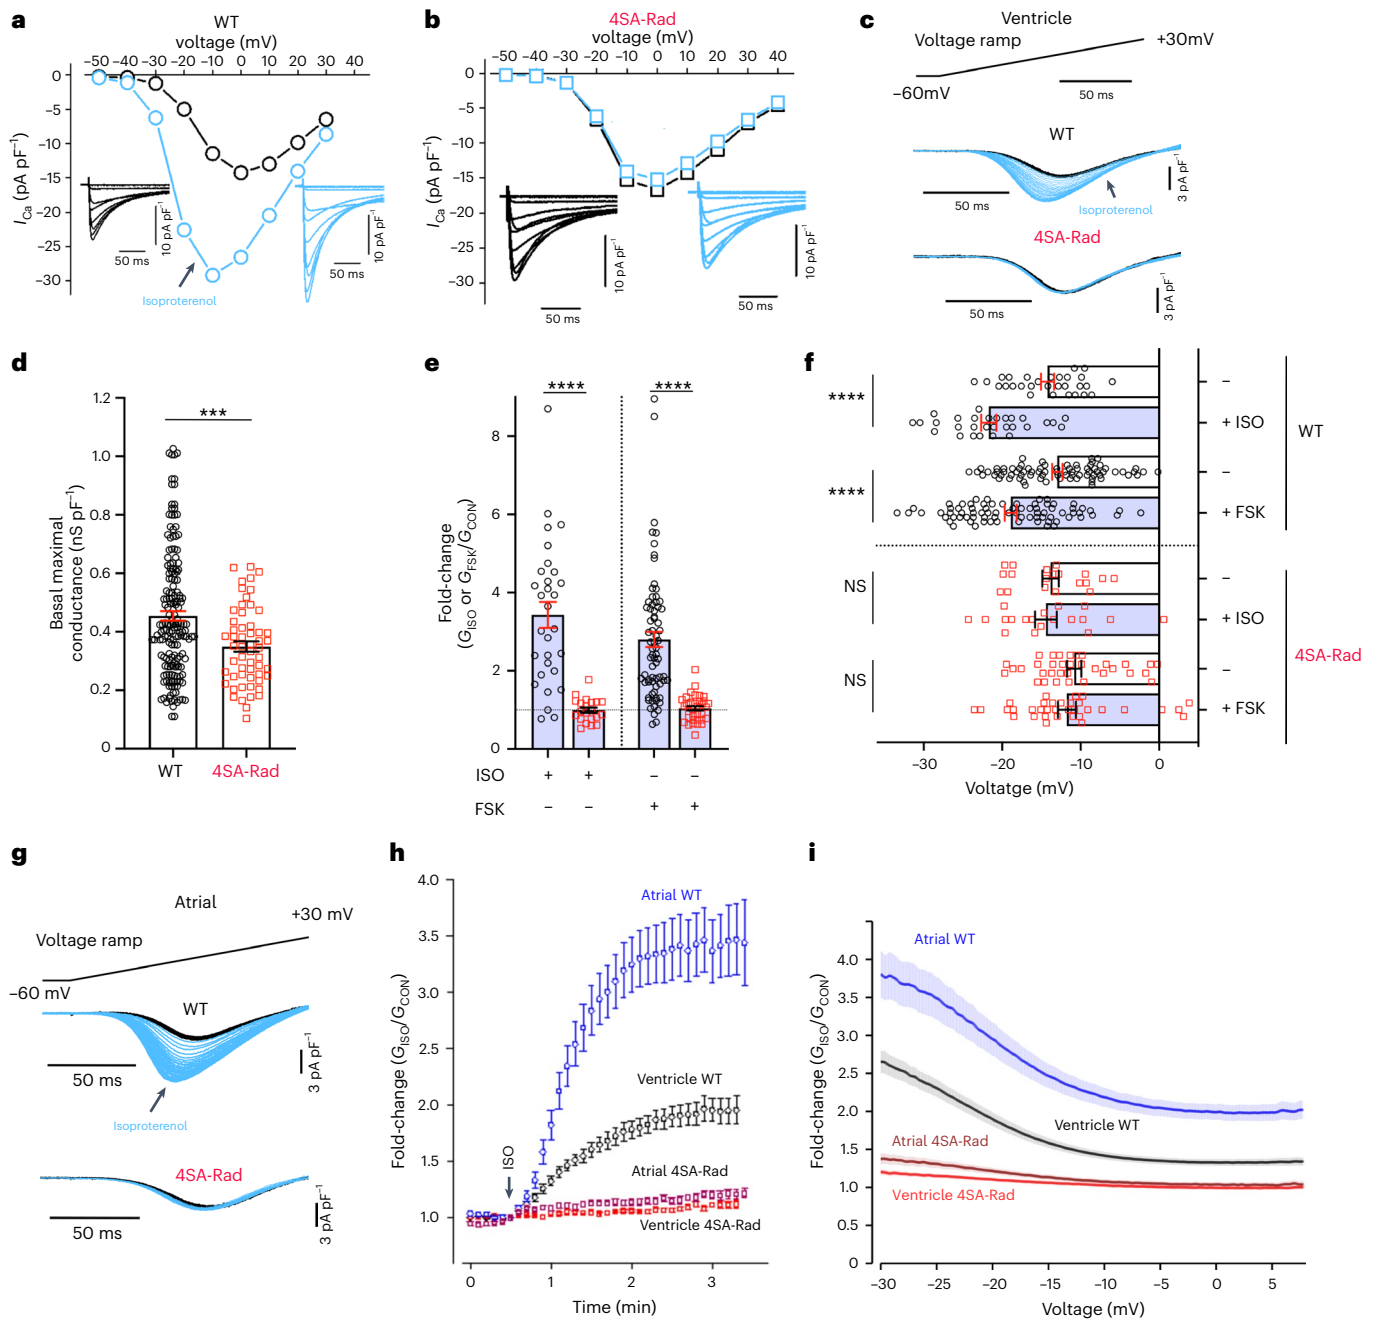 a
WT
voltage (mV)
−50 −40 −30 −20 −10 0 10 20 30 40
0
−5
−10
−15
−20
−25
−30
I Ca (pA pF−1)
10 pA pF−1
50 ms
10 pA pF−1
50 ms
Isoproterenol
b
4SA-Rad
voltage (mV)
−50 −40 −30 −20 −10 0 10 20 30 40
0
−5
−10
−15
−20
−25
−30
I Ca (pA pF−1)
10 pA pF−1
50 ms
10 pA pF−1
50 ms
c
Ventricle
Voltage ramp
+30mV
−60mV
50 ms
WT
3 pA pF−1
50 ms
Isoproterenol
4SA-Rad
50 ms
3 pA pF−1
d
Basal maximal
conductance (nS pF−1)
1.2
1.0
0.8
0.6
0.4
0.2
0
***
WT 4SA-Rad
e
Fold-change
(GISO or GFSK/GCON)
8
6
4
2
0
**** ****
ISO + + − −
FSK − − + +
f
**** − WT
+ ISO
**** −
+ FSK
NS − 4SA-Rad
+ ISO
NS −
+ FSK
−30 −20 −10 0
Voltatge (mV)
g
Atrial
+30 mV
Voltage ramp
−60 mV
WT
50 ms
3 pA pF−1
Isoproterenol
4SA-Rad
50 ms
3 pA pF−1
h
Fold-change (GISO/GCON)
4.0
3.5
3.0
2.5
2.0
1.5
1.0
Atrial WT
Ventricle WT
ISO
Atrial 4SA-Rad
Ventricle 4SA-Rad
0 1 2 3
Time (min)
i
Fold-change (GISO/GCON)
4.0
3.5
3.0
2.5
2.0
1.5
1.0
0.5
0
Atrial WT
Ventricle WT
Atrial 4SA-Rad
Ventricle 4SA-Rad
−30 −25 −20 −15 −10 −5 0 5
Voltage (mV)